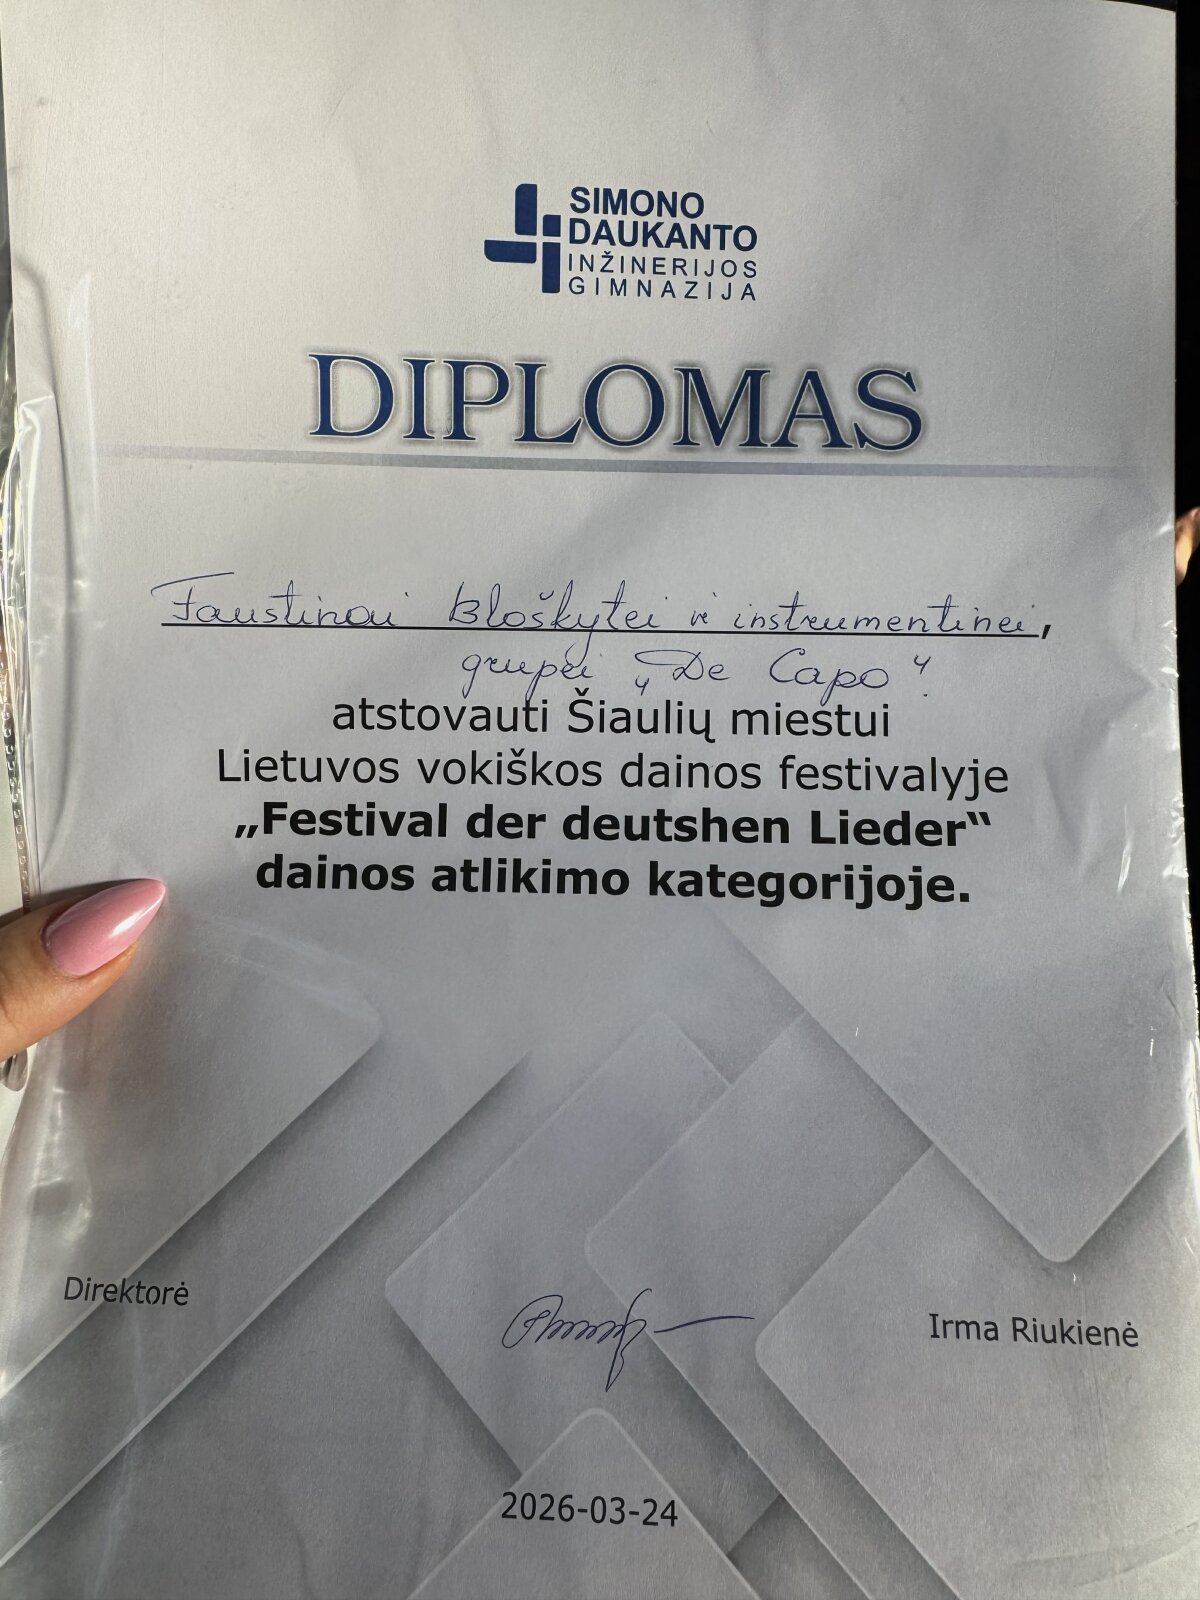 SIMONO
DAUKANTO
INŽINERIJOS
GIMNAZIJA
DIPLOMAS
Faustinai Bloškytei ir instrumentinei,
grupei „De Capo“
atstovauti Šiaulių miestui
Lietuvos vokiškos dainos festivalyje
„Festival der deutshen Lieder“
dainos atlikimo kategorijoje.
Direktorė
Irma Riukienė
2026-03-24